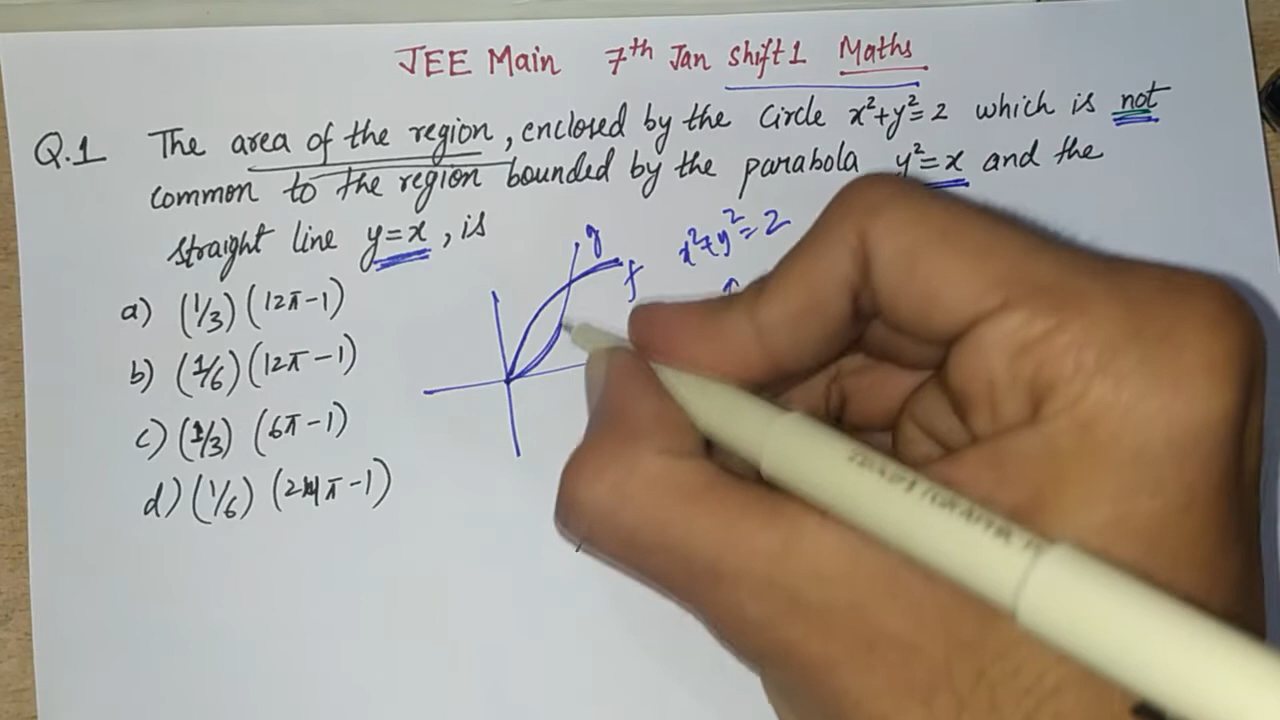 JEE Main 7th Jan Shift 1 Maths
Q.1 The area of the region, enclosed by the circle x²+y²=2 which is not
common to the region bounded by the parabola y²=x and the
straight line y=x, is
a) (1/3) (12π-1)
b) (1/6) (12π-1)
c) (1/3) (6π-1)
d) (1/6) (24π-1)
g
f
x²+y²=2